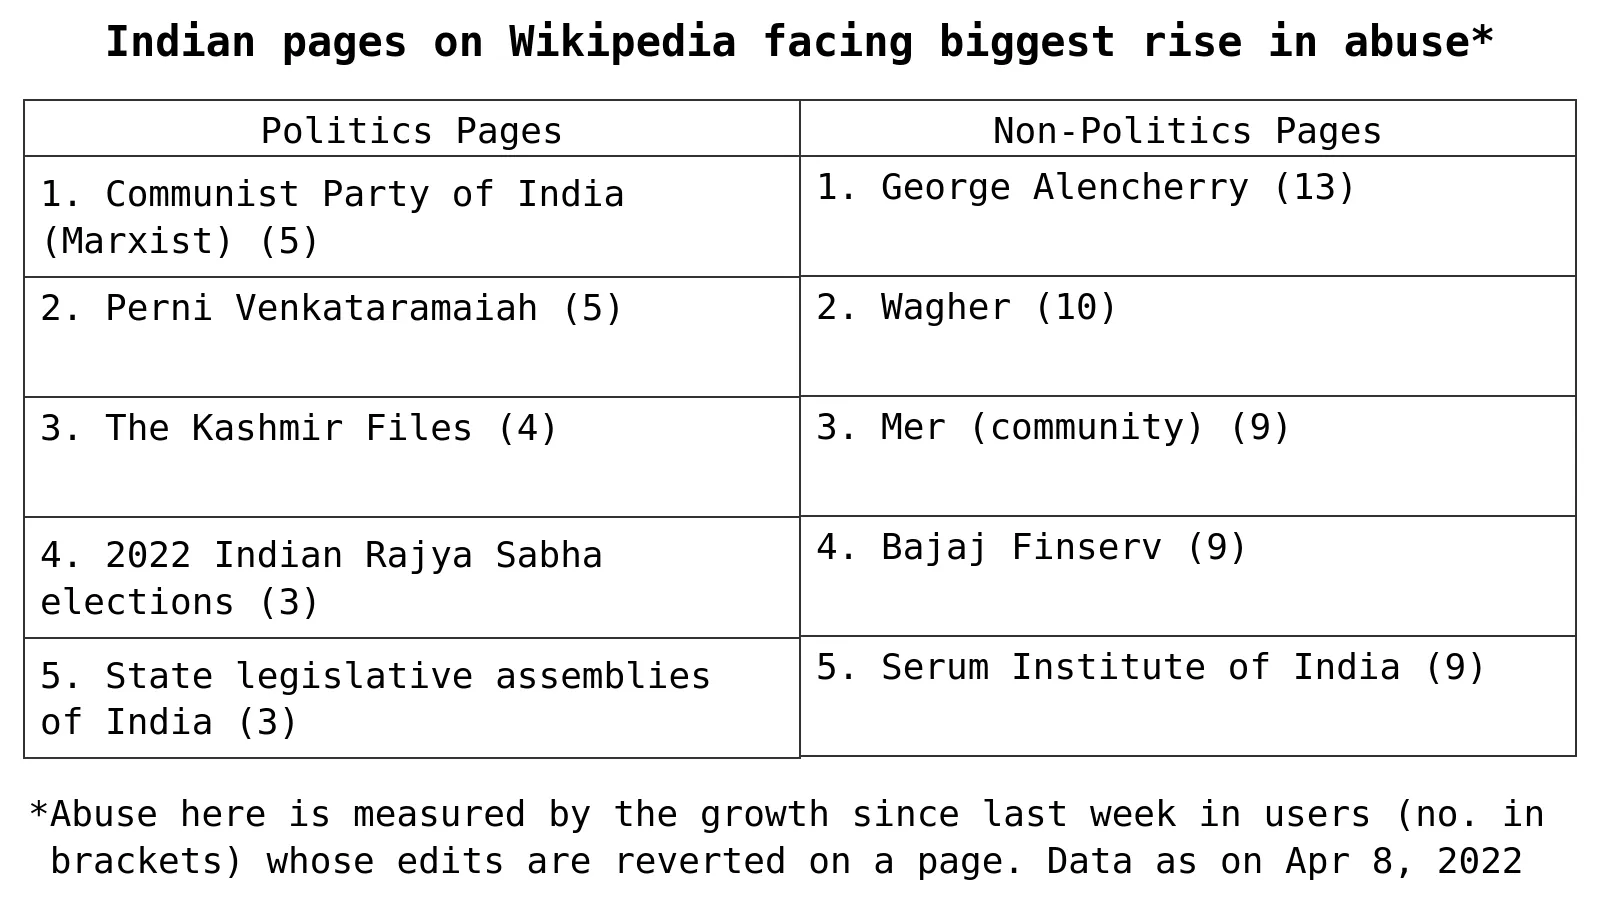 Indian pages on Wikipedia facing biggest rise in abuse*
Politics Pages
Non-Politics Pages
1. Communist Party of India
(Marxist) (5)
1. George Alencherry (13)
2. Perni Venkataramaiah (5)
2. Wagher (10)
3. The Kashmir Files (4)
3. Mer (community) (9)
4. 2022 Indian Rajya Sabha
elections (3)
4. Bajaj Finserv (9)
5. State legislative assemblies
of India (3)
5. Serum Institute of India (9)
*Abuse here is measured by the growth since last week in users (no. in
brackets) whose edits are reverted on a page. Data as on Apr 8, 2022